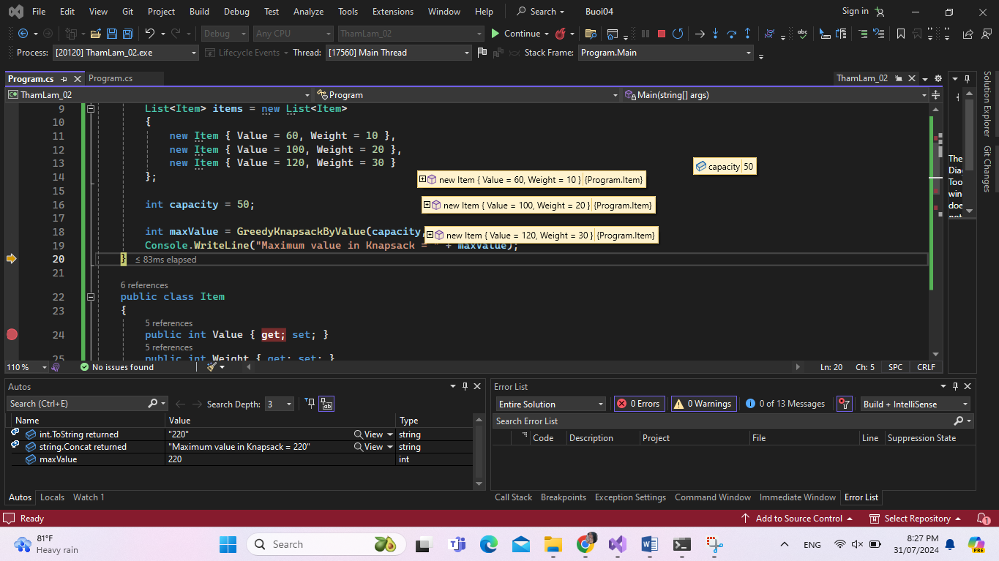 File Edit View Git Project Build Debug Test Analyze Tools Extensions Window Help Search Buoi04 Sign in
Debug Any CPU ThamLam_02 Continue
Process: [20120] ThamLam_02.exe Lifecycle Events Thread: [17560] Main Thread Stack Frame: Program.Main
Program.cs Program.cs ThamLam_02
C# ThamLam_02 Program Main(string[] args)
9 List<Item> items = new List<Item>
10 {
11 new Item { Value = 60, Weight = 10 },
12 new Item { Value = 100, Weight = 20 },
13 new Item { Value = 120, Weight = 30 }
capacity 50
14 };
new Item { Value = 60, Weight = 10 } {Program.Item}
15
16 int capacity = 50;
new Item { Value = 100, Weight = 20 } {Program.Item}
17
18 int maxValue = GreedyKnapsackByValue(capacity,
new Item { Value = 120, Weight = 30 } {Program.Item}
19 Console.WriteLine("Maximum value in Knapsack = " + maxValue);
20 } ≤ 83ms elapsed
21
6 references
22 public class Item
23 {
5 references
24 public int Value { get; set; }
5 references
25 public int Weight { get; set; }
The
Diag
Too
win
doe
not
Solution Explorer
Git Changes
110 % No issues found Ln: 20 Ch: 5 SPC CRLF
Autos
Search (Ctrl+E) Search Depth: 3
Name Value Type
int.ToString returned "220" View string
string.Concat returned "Maximum value in Knapsack = 220" View string
maxValue 220 int
Autos Locals Watch 1
Error List
Entire Solution 0 Errors 0 Warnings 0 of 13 Messages Build + IntelliSense
Search Error List
Code Description Project File Line Suppression State
Call Stack Breakpoints Exception Settings Command Window Immediate Window Error List
Ready Add to Source Control Select Repository 1
81°F
Heavy rain
Search
ENG
8:27 PM
31/07/2024
PRE